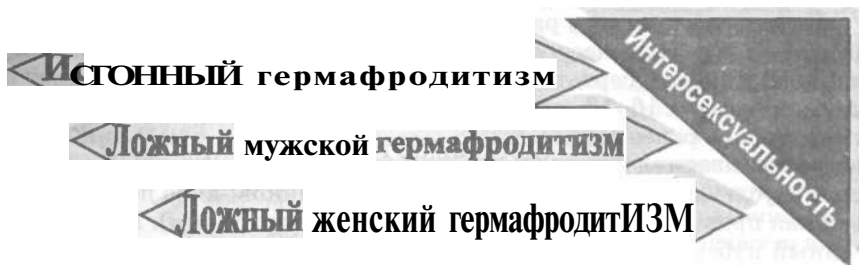 ИСТОННЫЙ гермафродитизм
Ложный мужской гермафродитизм
Ложный женский гермафродитИЗМ
Интерсексуальность